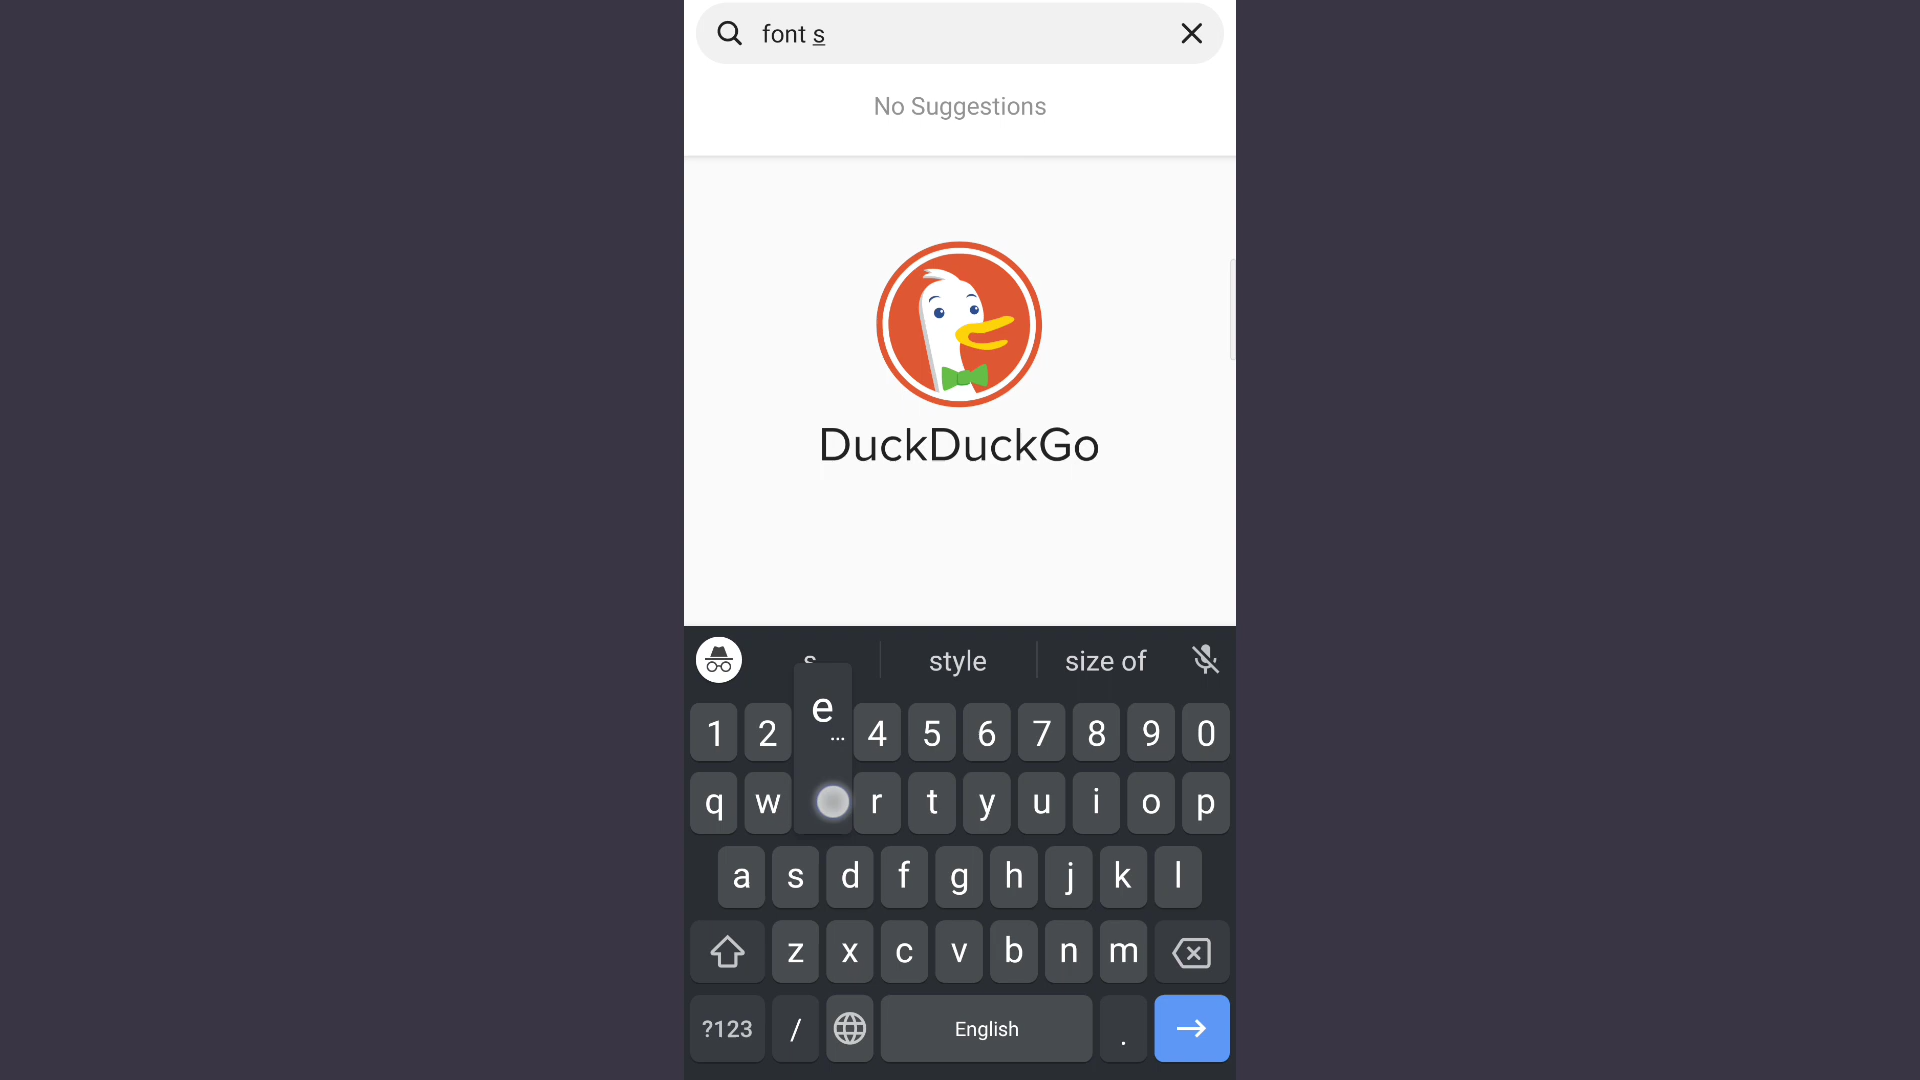 font s
No Suggestions
DuckDuckGo
s style size of
e
...
1 2 4 5 6 7 8 9 0
q w r t y u i o p
a s d f g h j k l
z x c v b n m
?123 / English .